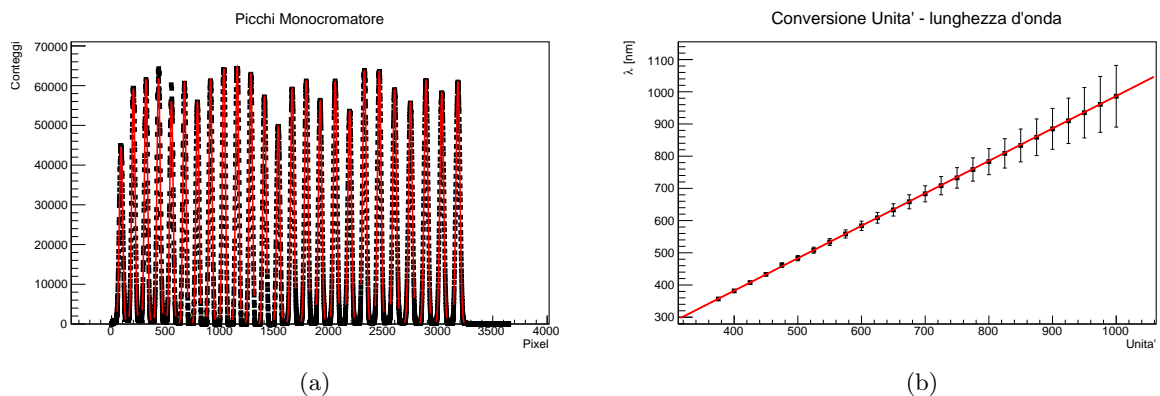 Picchi Monocromatore
Conteggi
70000
60000
50000
40000
30000
20000
10000
0
0 500 1000 1500 2000 2500 3000 3500 4000
Pixel
(a)
Conversione Unita' - lunghezza d'onda
λ [nm]
1100
1000
900
800
700
600
500
400
300
400 500 600 700 800 900 1000
Unita'
(b)